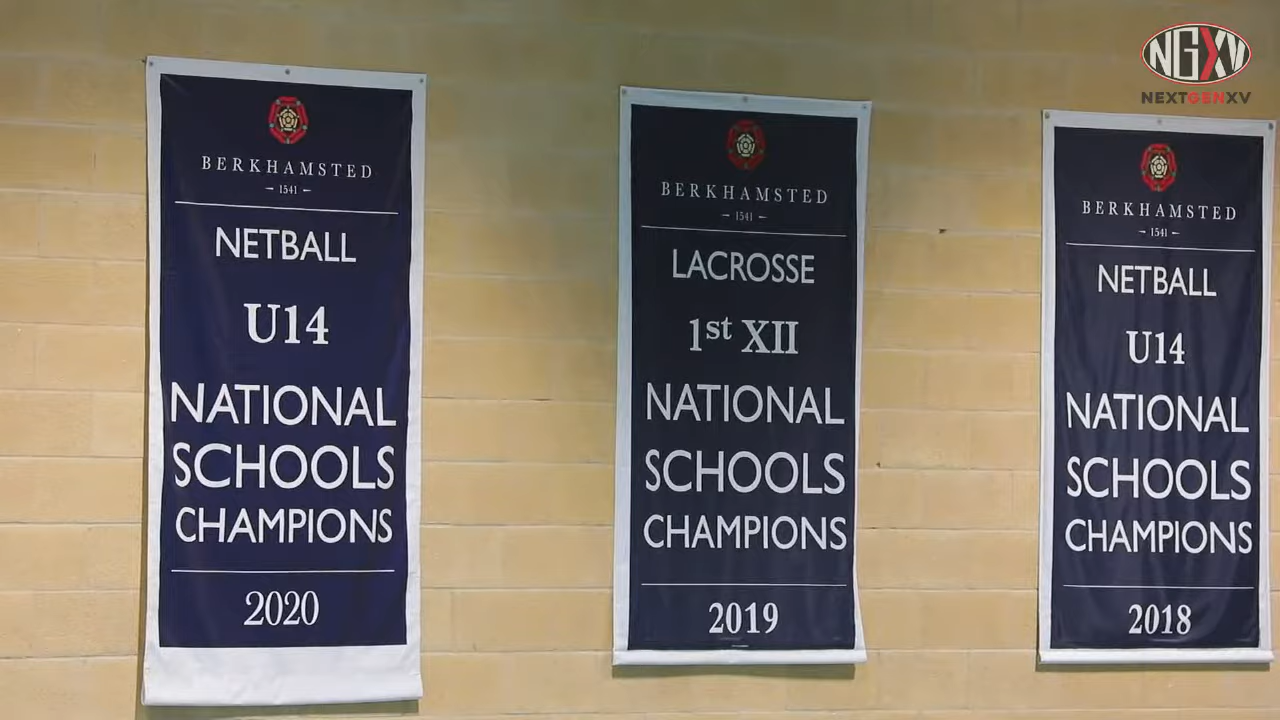 BERKHAMSTED
1541
NETBALL
U14
NATIONAL
SCHOOLS
CHAMPIONS
2020
BERKHAMSTED
1541
LACROSSE
1st XII
NATIONAL
SCHOOLS
CHAMPIONS
2019
BERKHAMSTED
1541
NETBALL
U14
NATIONAL
SCHOOLS
CHAMPIONS
2018
NGXV
NEXTGENXV